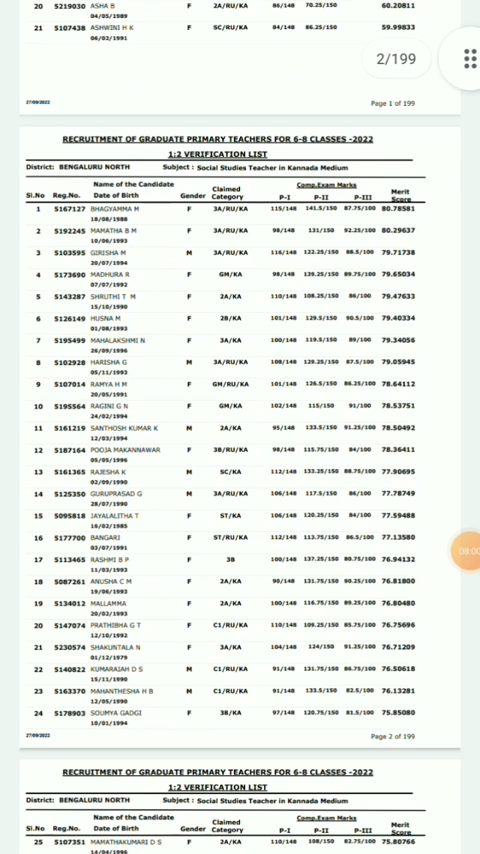 20 5219030 ASHA B F 2A/RU/KA 86/148 70.25/150 60.20811
04/05/1989
21 5107438 ASHWINI H K F SC/RU/KA 84/148 86.25/150 59.99833
06/02/1991
2/199
27/09/2022 Page 1 of 199
RECRUITMENT OF GRADUATE PRIMARY TEACHERS FOR 6-8 CLASSES -2022
1:2 VERIFICATION LIST
District: BENGALURU NORTH Subject : Social Studies Teacher in Kannada Medium
Name of the Candidate Claimed Comp.Exam Marks Merit
Sl.No Reg.No. Date of Birth Gender Category P-I P-II P-III Score
1 5167127 BHAGYAMMA M F 3A/RU/KA 115/148 141.5/150 87.75/100 80.78581
18/08/1988
2 5192245 MAMATHA B M F 3A/RU/KA 98/148 131/150 92.25/100 80.29637
10/06/1993
3 5103595 GIRISHA M M 3A/RU/KA 116/148 122.25/150 88.5/100 79.71738
20/07/1994
4 5173690 MADHURA R F GM/KA 98/148 139.25/150 89.75/100 79.65034
07/07/1992
5 5143287 SHRUTHI T M F 2A/KA 110/148 108.25/150 86/100 79.47633
15/10/1990
6 5126149 HUSNA M F 2B/KA 101/148 129.5/150 90.5/100 79.40334
01/08/1993
7 5195499 MAHALAKSHMI N F 3A/KA 100/148 119.5/150 89/100 79.34056
26/09/1996
8 5102928 HARISHA G M 3A/RU/KA 108/148 129.25/150 87.5/100 79.05945
05/11/1993
9 5107014 RAMYA H M F GM/RU/KA 101/148 126.5/150 86.25/100 78.64112
20/05/1991
10 5195564 RAGINI G N F GM/KA 102/148 115/150 91/100 78.53751
24/02/1994
11 5161219 SANTHOSH KUMAR K M 2A/KA 95/148 133.5/150 91.25/100 78.50492
12/03/1994
12 5187164 POOJA MAKANNAWAR F 3B/RU/KA 98/148 115.75/150 84/100 78.36411
05/05/1996
13 5161365 RAJESHA K M SC/KA 112/148 133.25/150 88.75/100 77.90695
02/09/1990
14 5125350 GURUPRASAD G M 3A/RU/KA 106/148 117.5/150 86/100 77.78749
28/07/1990
15 5095818 JAYALALITHA T F ST/KA 106/148 120.25/150 84/100 77.59488
16/02/1985
16 5177700 BANGARI F ST/RU/KA 112/148 113.75/150 86.5/100 77.13580
03/07/1991
17 5113465 RASHMI B P F 3B 100/148 137.25/150 80.75/100 76.94132
11/03/1993
18 5087261 ANUSHA C M F 2A/KA 90/148 131.75/150 90.25/100 76.81800
19/06/1993
19 5134012 MALLAMMA F 2A/KA 100/148 116.75/150 89.25/100 76.80480
20/02/1993
20 5147074 PRATHIBHA G T F C1/RU/KA 110/148 109.25/150 85.75/100 76.75696
12/10/1992
21 5230574 SHAKUNTALA N F 3A/KA 104/148 124/150 91.25/100 76.71209
01/12/1979
22 5140822 KUMARAIAH D S M C1/RU/KA 91/148 131.75/150 86.75/100 76.50618
15/11/1990
23 5163370 MAHANTHESHA H B M C1/RU/KA 91/148 133.5/150 82.5/100 76.13281
12/05/1990
24 5178903 SOUMYA GADGI F 3B/KA 97/148 120.75/150 81.5/100 75.85080
10/01/1994
27/09/2022 Page 2 of 199
08:00
RECRUITMENT OF GRADUATE PRIMARY TEACHERS FOR 6-8 CLASSES -2022
1:2 VERIFICATION LIST
District: BENGALURU NORTH Subject : Social Studies Teacher in Kannada Medium
Name of the Candidate Claimed Comp.Exam Marks Merit
Sl.No Reg.No. Date of Birth Gender Category P-I P-II P-III Score
25 5107351 MAMATHAKUMARI D S F 2A/KA 110/148 108/150 82.75/100 75.80766
14/04/1996